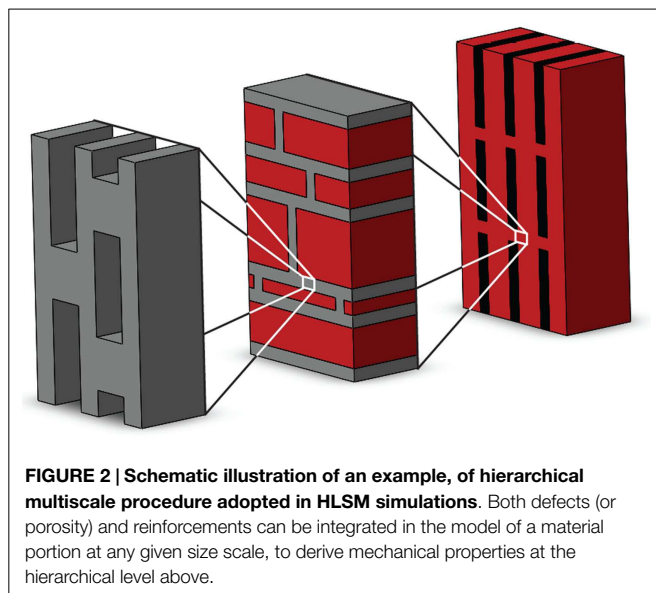 FIGURE 2 | Schematic illustration of an example, of hierarchical
multiscale procedure adopted in HLSM simulations. Both defects (or
porosity) and reinforcements can be integrated in the model of a material
portion at any given size scale, to derive mechanical properties at the
hierarchical level above.